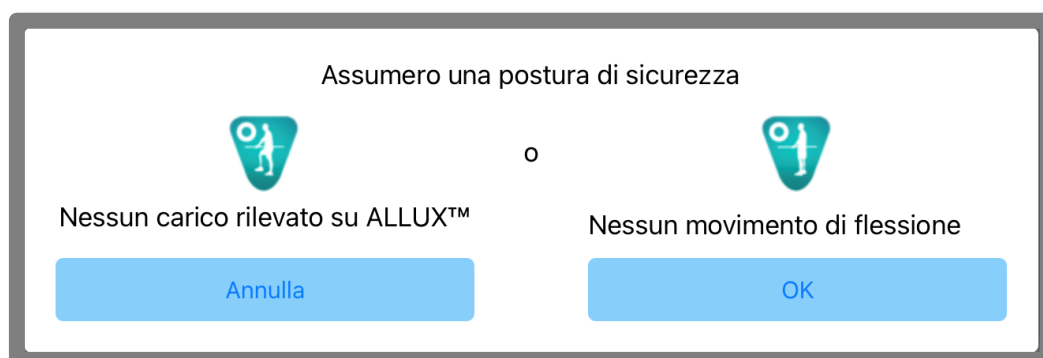 Assumero una postura di sicurezza
o
Nessun carico rilevato su ALLUX™
Nessun movimento di flessione
Annulla
OK